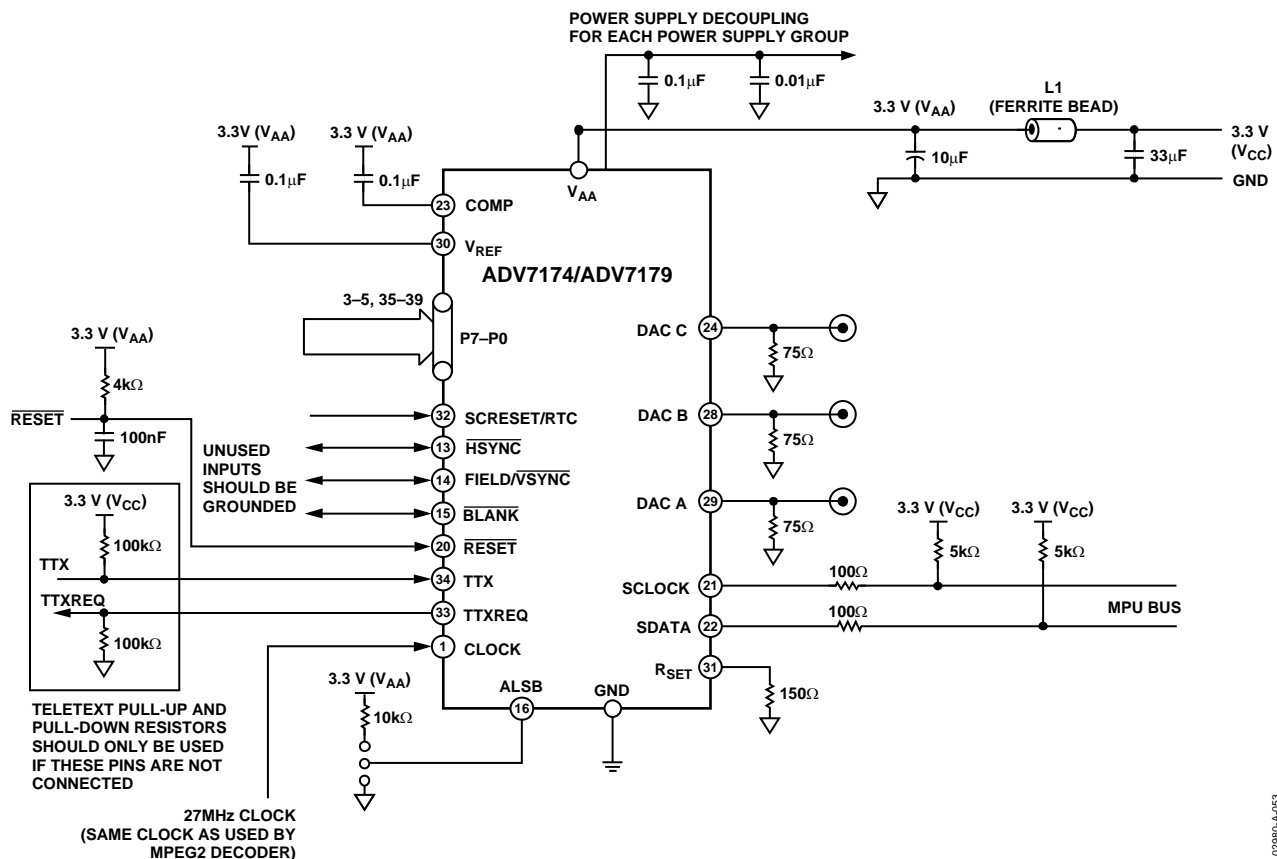 POWER SUPPLY DECOUPLING
FOR EACH POWER SUPPLY GROUP
0.1μF
0.01μF
L1
(FERRITE BEAD)
3.3 V (VAA)
3.3 V
(VCC)
10μF
33μF
GND
3.3V (VAA)
3.3 V (VAA)
0.1μF
0.1μF
VAA
23
COMP
30
VREF
ADV7174/ADV7179
3–5, 35–39
P7–P0
3.3 V (VAA)
4kΩ
RESET
100nF
UNUSED
INPUTS
SHOULD BE
GROUNDED
32
SCRESET/RTC
13
HSYNC
14
FIELD/VSYNC
15
BLANK
20
RESET
34
TTX
33
TTXREQ
1
CLOCK
3.3 V (VCC)
100kΩ
TTX
TTXREQ
100kΩ
TELETEXT PULL-UP AND
PULL-DOWN RESISTORS
SHOULD ONLY BE USED
IF THESE PINS ARE NOT
CONNECTED
27MHz CLOCK
(SAME CLOCK AS USED BY
MPEG2 DECODER)
3.3 V (VAA)
10kΩ
ALSB
16
GND
DAC C
24
75Ω
DAC B
28
75Ω
DAC A
29
75Ω
3.3 V (VCC)
3.3 V (VCC)
5kΩ
5kΩ
SCLOCK
21
100Ω
MPU BUS
SDATA
22
100Ω
RSET
31
150Ω
02980-A-053